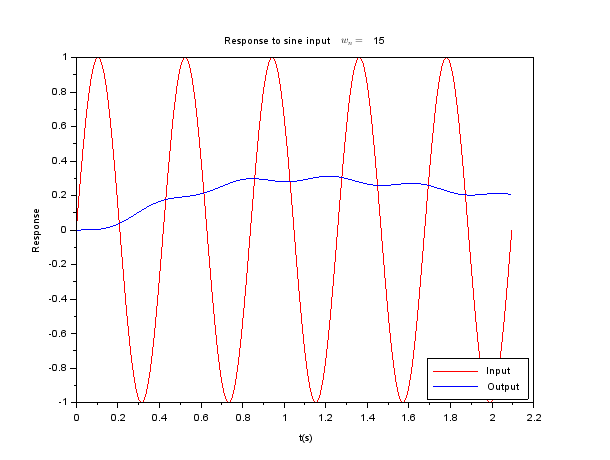 Response to sine input wₙ = 15
1
0.8
0.6
0.4
0.2
0
-0.2
-0.4
-0.6
-0.8
-1
Response
0 0.2 0.4 0.6 0.8 1 1.2 1.4 1.6 1.8 2 2.2
t(s)
Input
Output